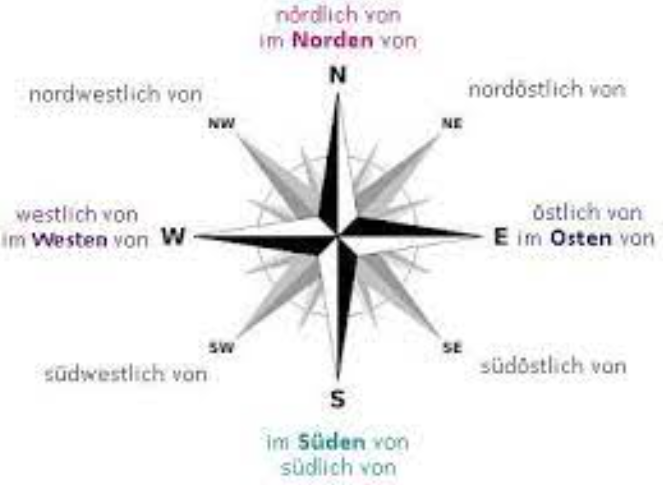 nördlich von
im Norden von
N
nordwestlich von
nordöstlich von
NW
NE
westlich von
im Westen von
W
E
östlich von
im Osten von
SW
SE
südwestlich von
südöstlich von
S
im Süden von
südlich von